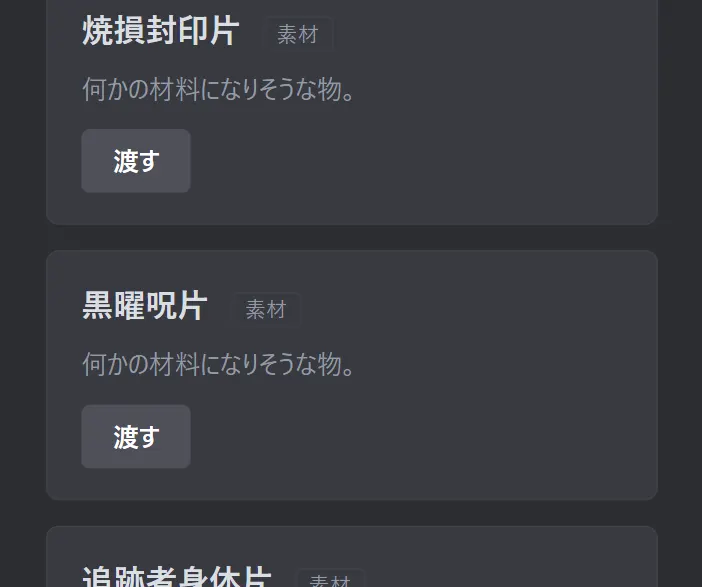 焼損封印片 素材
何かの材料になりそうな物。
渡す
黒曜呪片 素材
何かの材料になりそうな物。
渡す
追跡者身体片 素材